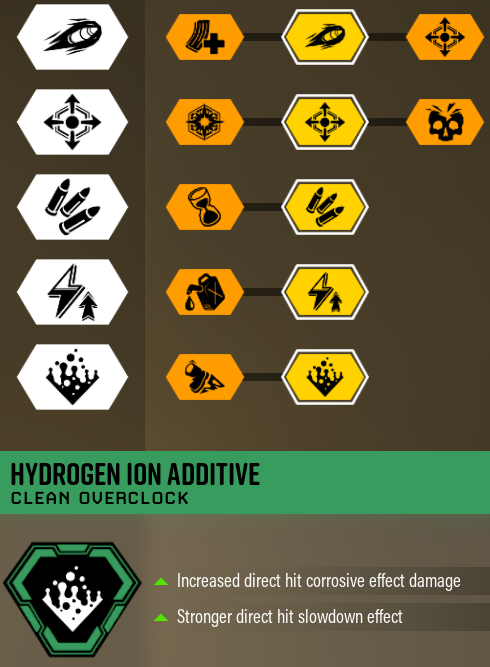 HYDROGEN ION ADDITIVE
CLEAN OVERCLOCK
Increased direct hit corrosive effect damage
Stronger direct hit slowdown effect